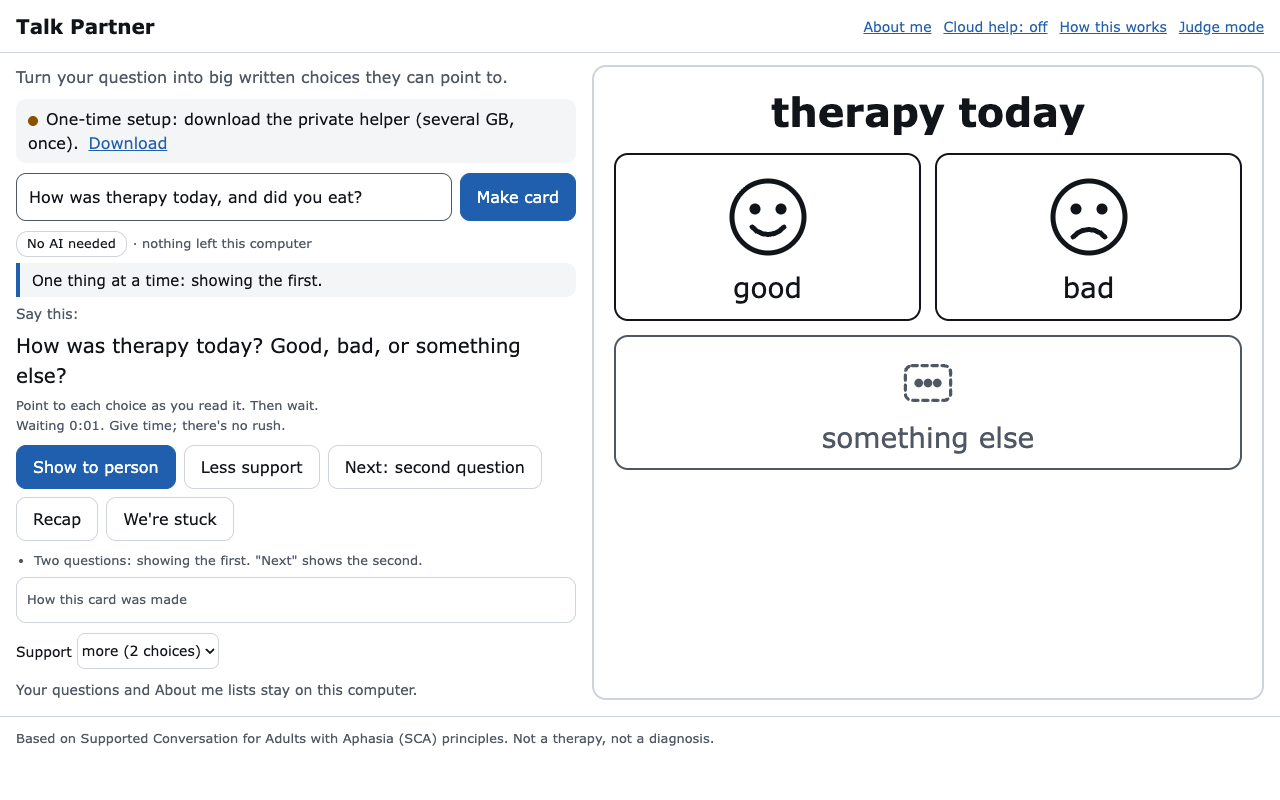 Talk Partner
About me Cloud help: off How this works Judge mode
Turn your question into big written choices they can point to.
One-time setup: download the private helper (several GB,
once). Download
How was therapy today, and did you eat?
Make card
No AI needed · nothing left this computer
One thing at a time: showing the first.
Say this:
How was therapy today? Good, bad, or something
else?
Point to each choice as you read it. Then wait.
Waiting 0:01. Give time; there's no rush.
Show to person
Less support
Next: second question
Recap
We're stuck
• Two questions: showing the first. "Next" shows the second.
How this card was made
Support more (2 choices)
Your questions and About me lists stay on this computer.
therapy today
good
bad
something else
Based on Supported Conversation for Adults with Aphasia (SCA) principles. Not a therapy, not a diagnosis.